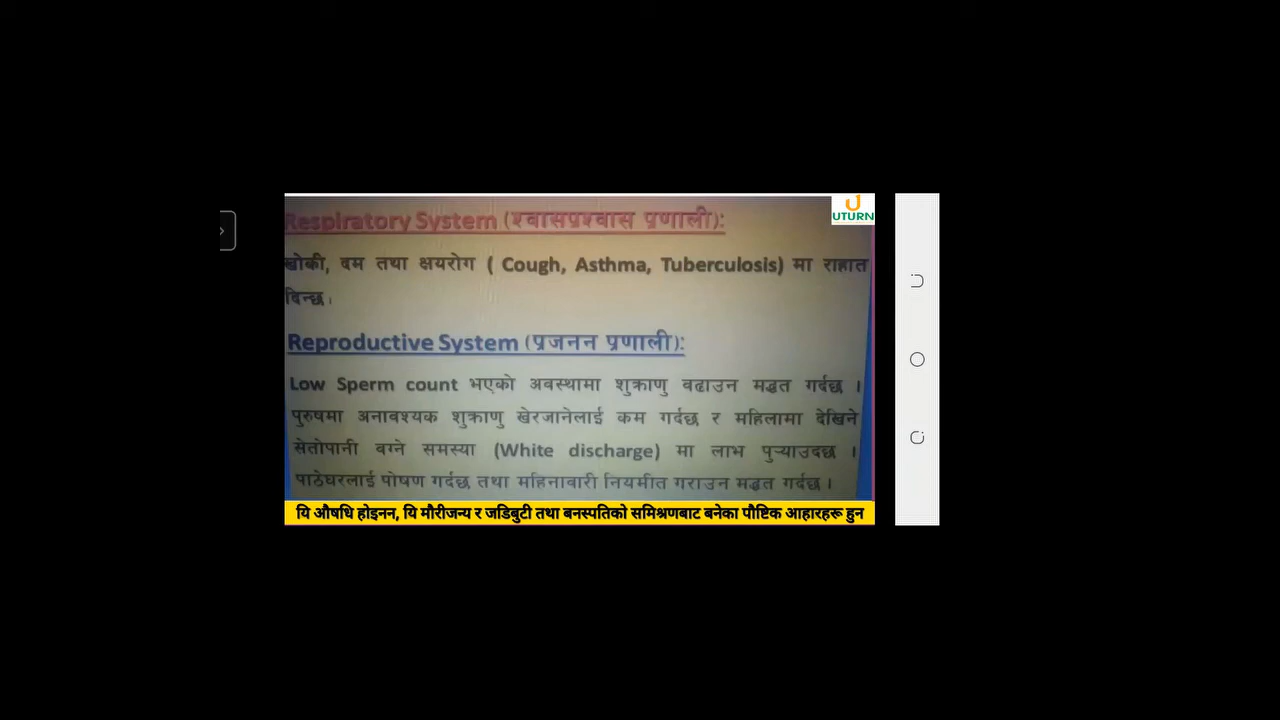 UTURN
Respiratory System (श्वासप्रश्वास प्रणाली):
खोकी, दम तथा क्षयरोग ( Cough, Asthma, Tuberculosis) मा राहात
दिन्छ।
Reproductive System (प्रजनन प्रणाली):
Low Sperm count भएको अवस्थामा शुक्राणु बढाउन मद्धत गर्दछ ।
पुरुषमा अनावश्यक शुक्राणु खेरजानेलाई कम गर्दछ र महिलामा देखिने
सेतोपानी बग्ने समस्या (White discharge) मा लाभ पुऱ्याउदछ ।
पाठेघरलाई पोषण गर्दछ तथा महिनावारी नियमीत गराउन मद्धत गर्दछ ।
यि औषधि होइनन, यि मौरीजन्य र जडिबुटी तथा बनस्पतिको समिश्रणबाट बनेका पौष्टिक आहारहरू हुन